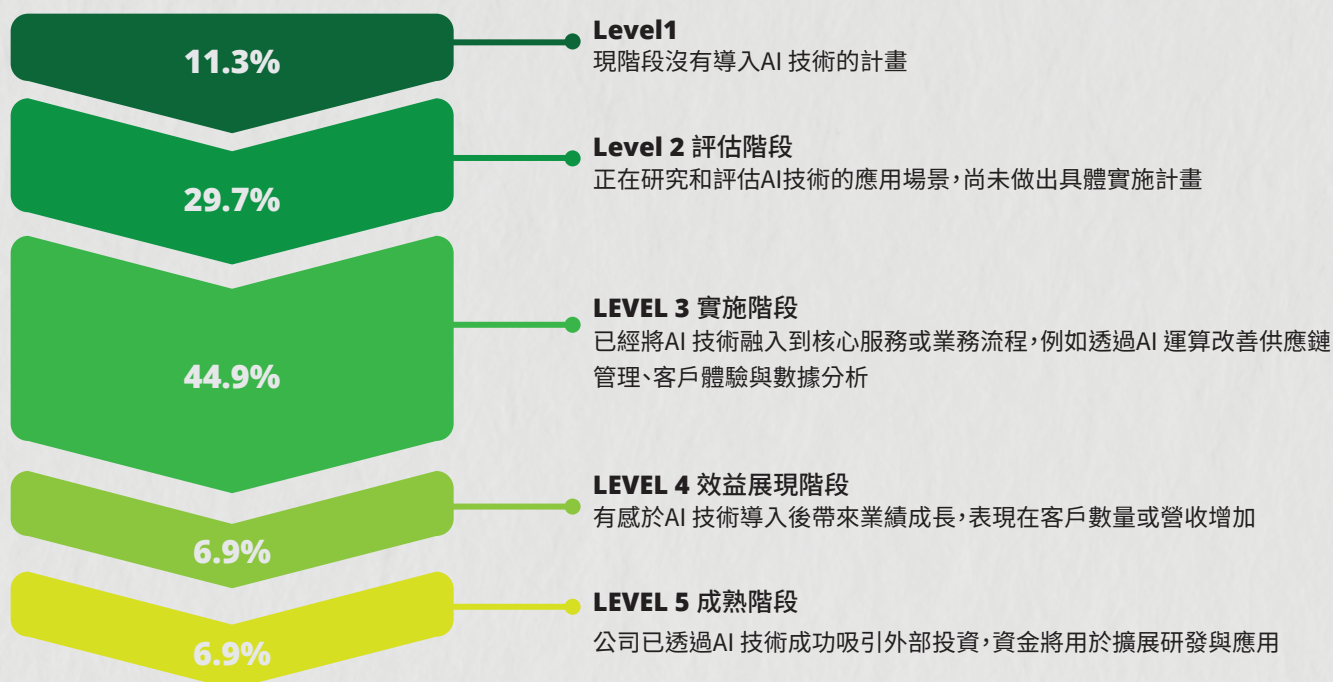 11.3%
Level1
現階段沒有導入AI 技術的計畫
29.7%
Level 2 評估階段
正在研究和評估AI技術的應用場景,尚未做出具體實施計畫
44.9%
LEVEL 3 實施階段
已經將AI 技術融入到核心服務或業務流程,例如透過AI 運算改善供應鏈
管理、客戶體驗與數據分析
6.9%
LEVEL 4 效益展現階段
有感於AI 技術導入後帶來業績成長,表現在客戶數量或營收增加
6.9%
LEVEL 5 成熟階段
公司已透過AI 技術成功吸引外部投資,資金將用於擴展研發與應用